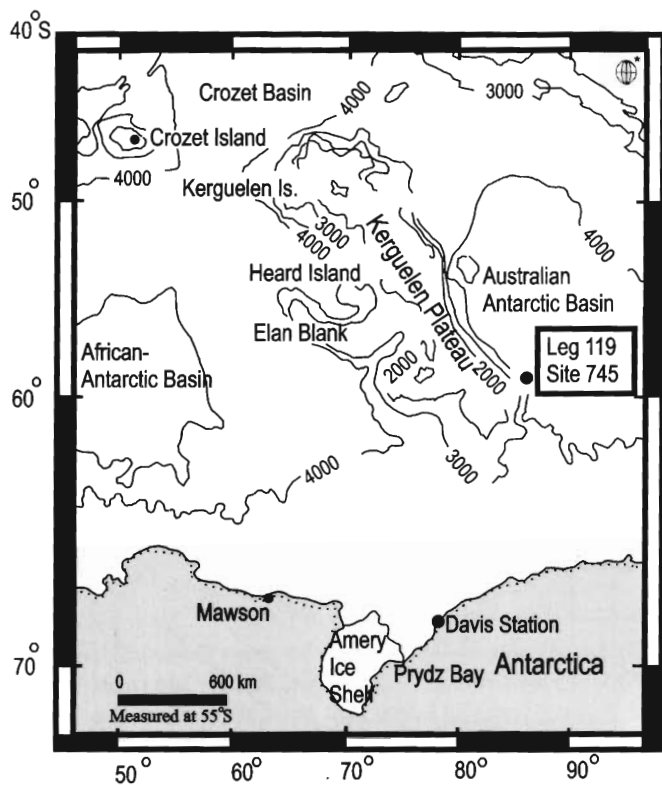 40°S
Crozet Basin
4000
3000
Crozet Island
4000
50°
Kerguelen Is.
3000
4000
4000
Kerguelen Plateau
Heard Island
Australian
Antarctic Basin
Elan Blank
African-
Antarctic Basin
2000
2000
Leg 119
Site 745
60°
4000
3000
Mawson
Davis Station
Amery
Ice
Shelf
Prydz Bay
Antarctica
70°
0 600 km
Measured at 55°S
50° 60° 70° 80° 90°